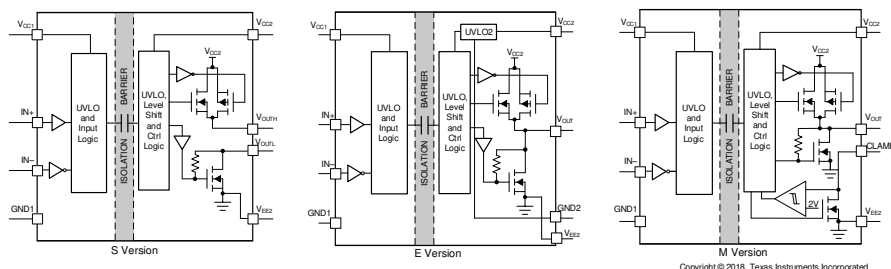 VCC1
VCC2
VCC2
UVLO and Input Logic
ISOLATION BARRIER
UVLO, Level Shift and Ctrl Logic
IN+
IN–
GND1
VOUTH
VOUTL
VEE2
S Version
VCC1
VCC2
UVLO2
VCC2
UVLO and Input Logic
ISOLATION BARRIER
UVLO, Level Shift and Ctrl Logic
IN+
IN–
GND1
VOUT
GND2
VEE2
E Version
VCC1
VCC2
VCC2
UVLO and Input Logic
ISOLATION BARRIER
UVLO, Level Shift and Ctrl Logic
IN+
IN–
GND1
VOUT
CLAMP
2V
VEE2
M Version
Copyright © 2018, Texas Instruments Incorporated